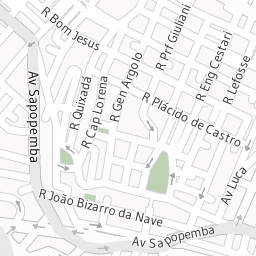 R Bom Jesus
R Prf Giuliani
R Eng Cestari
R Lefosse
Av Sapopemba
R Quixadá
R Cap Lorena
R Gen Argolo
R Plácido de Castro
Av Luca
R João Bizarro da Nave
Av Sapopemba